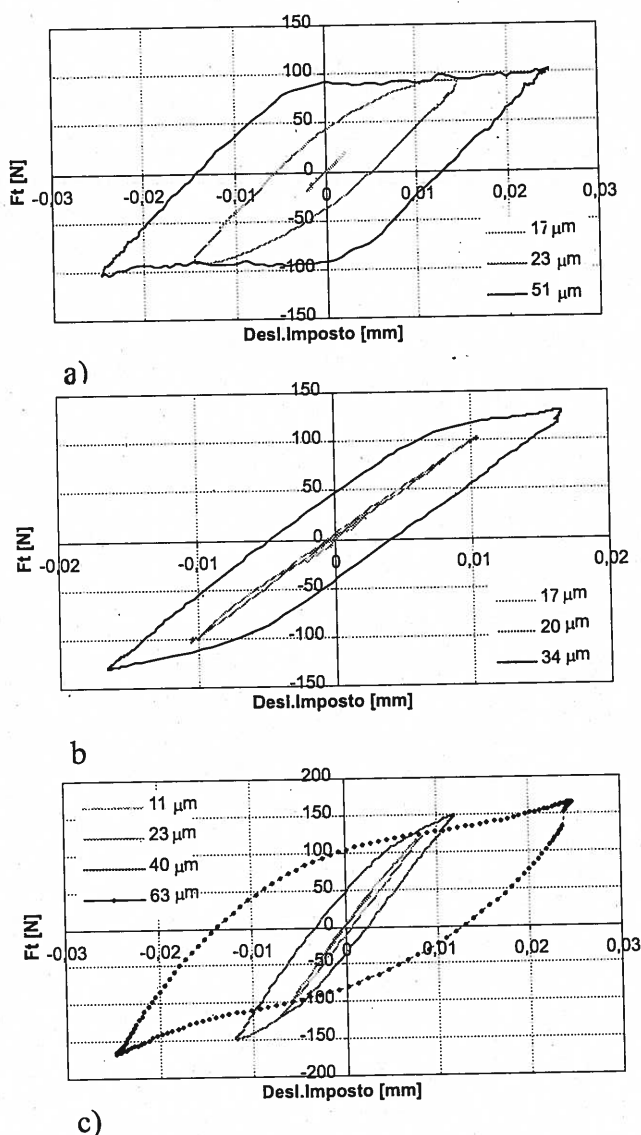 150
100
50
0
-50
-100
-150
-0,03 -0,02 -0,01 0 0,01 0,02 0,03
Ft [N]
Desl.Imposto [mm]
17 µm
23 µm
51 µm
a)
150
100
50
0
-50
-100
-150
-0,02 -0,01 0 0,01 0,02
Ft [N]
Desl.Imposto [mm]
17 µm
20 µm
34 µm
b
200
150
100
50
0
-50
-100
-150
-200
-0,03 -0,02 -0,01 0 0,01 0,02 0,03
Ft [N]
Desl.Imposto [mm]
11 µm
23 µm
40 µm
63 µm
c)